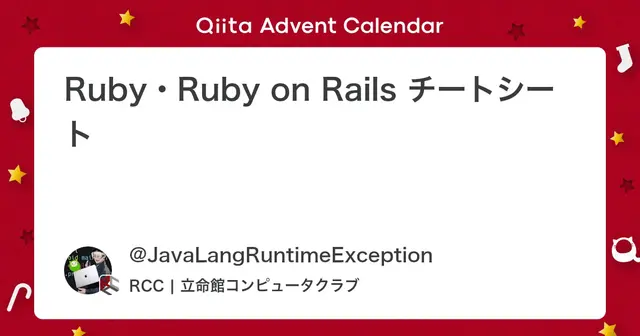 Qiita Advent Calendar
Ruby・Ruby on Rails チートシー
ト
@JavaLangRuntimeException
RCC | 立命館コンピュータクラブ